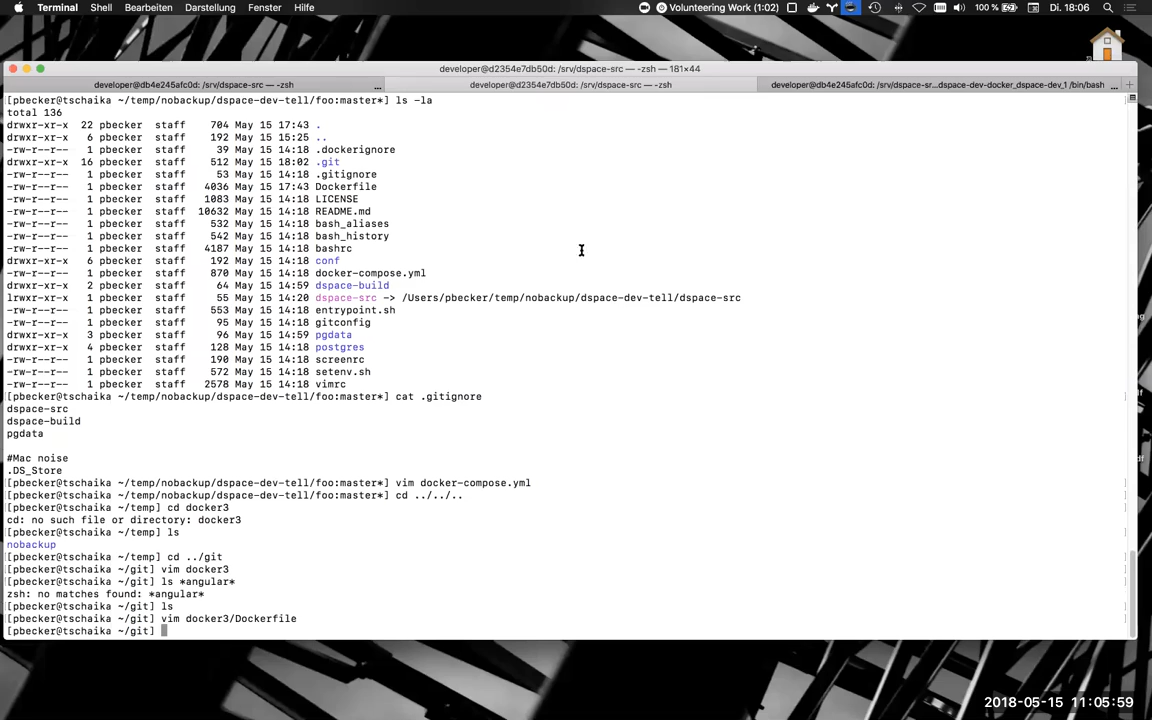 Terminal Shell Bearbeiten Darstellung Fenster Hilfe Volunteering Work (1:02) 100 % Di. 18:06
developer@d2354e7db50d: /srv/dspace-src — -zsh — 181×44
developer@db4e245afc0d: /srv/dspace-src — -zsh ... developer@d2354e7db50d: /srv/dspace-src — -zsh developer@db4e245afc0d: /srv/dspace-sr...dspace-dev-docker_dspace-dev_1 /bin/bash ... +
[pbecker@tschaika ~/temp/nobackup/dspace-dev-tell/foo:master*] ls -la
total 136
drwxr-xr-x 22 pbecker staff 704 May 15 17:43 .
drwxr-xr-x 6 pbecker staff 192 May 15 15:25 ..
-rw-r--r-- 1 pbecker staff 39 May 15 14:18 .dockerignore
drwxr-xr-x 16 pbecker staff 512 May 15 18:02 .git
-rw-r--r-- 1 pbecker staff 53 May 15 14:18 .gitignore
-rw-r--r-- 1 pbecker staff 4036 May 15 17:43 Dockerfile
-rw-r--r-- 1 pbecker staff 1083 May 15 14:18 LICENSE
-rw-r--r-- 1 pbecker staff 10632 May 15 14:18 README.md
-rw-r--r-- 1 pbecker staff 532 May 15 14:18 bash_aliases
-rw-r--r-- 1 pbecker staff 542 May 15 14:18 bash_history
-rw-r--r-- 1 pbecker staff 4187 May 15 14:18 bashrc
drwxr-xr-x 6 pbecker staff 192 May 15 14:18 conf
-rw-r--r-- 1 pbecker staff 870 May 15 14:18 docker-compose.yml
drwxr-xr-x 2 pbecker staff 64 May 15 14:59 dspace-build
lrwxr-xr-x 1 pbecker staff 55 May 15 14:20 dspace-src -> /Users/pbecker/temp/nobackup/dspace-dev-tell/dspace-src
-rw-r--r-- 1 pbecker staff 553 May 15 14:18 entrypoint.sh
-rw-r--r-- 1 pbecker staff 95 May 15 14:18 gitconfig
drwxr-xr-x 3 pbecker staff 96 May 15 14:59 pgdata
drwxr-xr-x 4 pbecker staff 128 May 15 14:18 postgres
-rw-r--r-- 1 pbecker staff 190 May 15 14:18 screenrc
-rw-r--r-- 1 pbecker staff 572 May 15 14:18 setenv.sh
-rw-r--r-- 1 pbecker staff 2578 May 15 14:18 vimrc
[pbecker@tschaika ~/temp/nobackup/dspace-dev-tell/foo:master*] cat .gitignore
dspace-src
dspace-build
pgdata
#Mac noise
.DS_Store
[pbecker@tschaika ~/temp/nobackup/dspace-dev-tell/foo:master*] vim docker-compose.yml
[pbecker@tschaika ~/temp/nobackup/dspace-dev-tell/foo:master*] cd ../../..
[pbecker@tschaika ~/temp] cd docker3
cd: no such file or directory: docker3
[pbecker@tschaika ~/temp] ls
nobackup
[pbecker@tschaika ~/temp] cd ../git
[pbecker@tschaika ~/git] vim docker3
[pbecker@tschaika ~/git] ls *angular*
zsh: no matches found: *angular*
[pbecker@tschaika ~/git] ls
[pbecker@tschaika ~/git] vim docker3/Dockerfile
[pbecker@tschaika ~/git]
2018-05-15 11:05:59